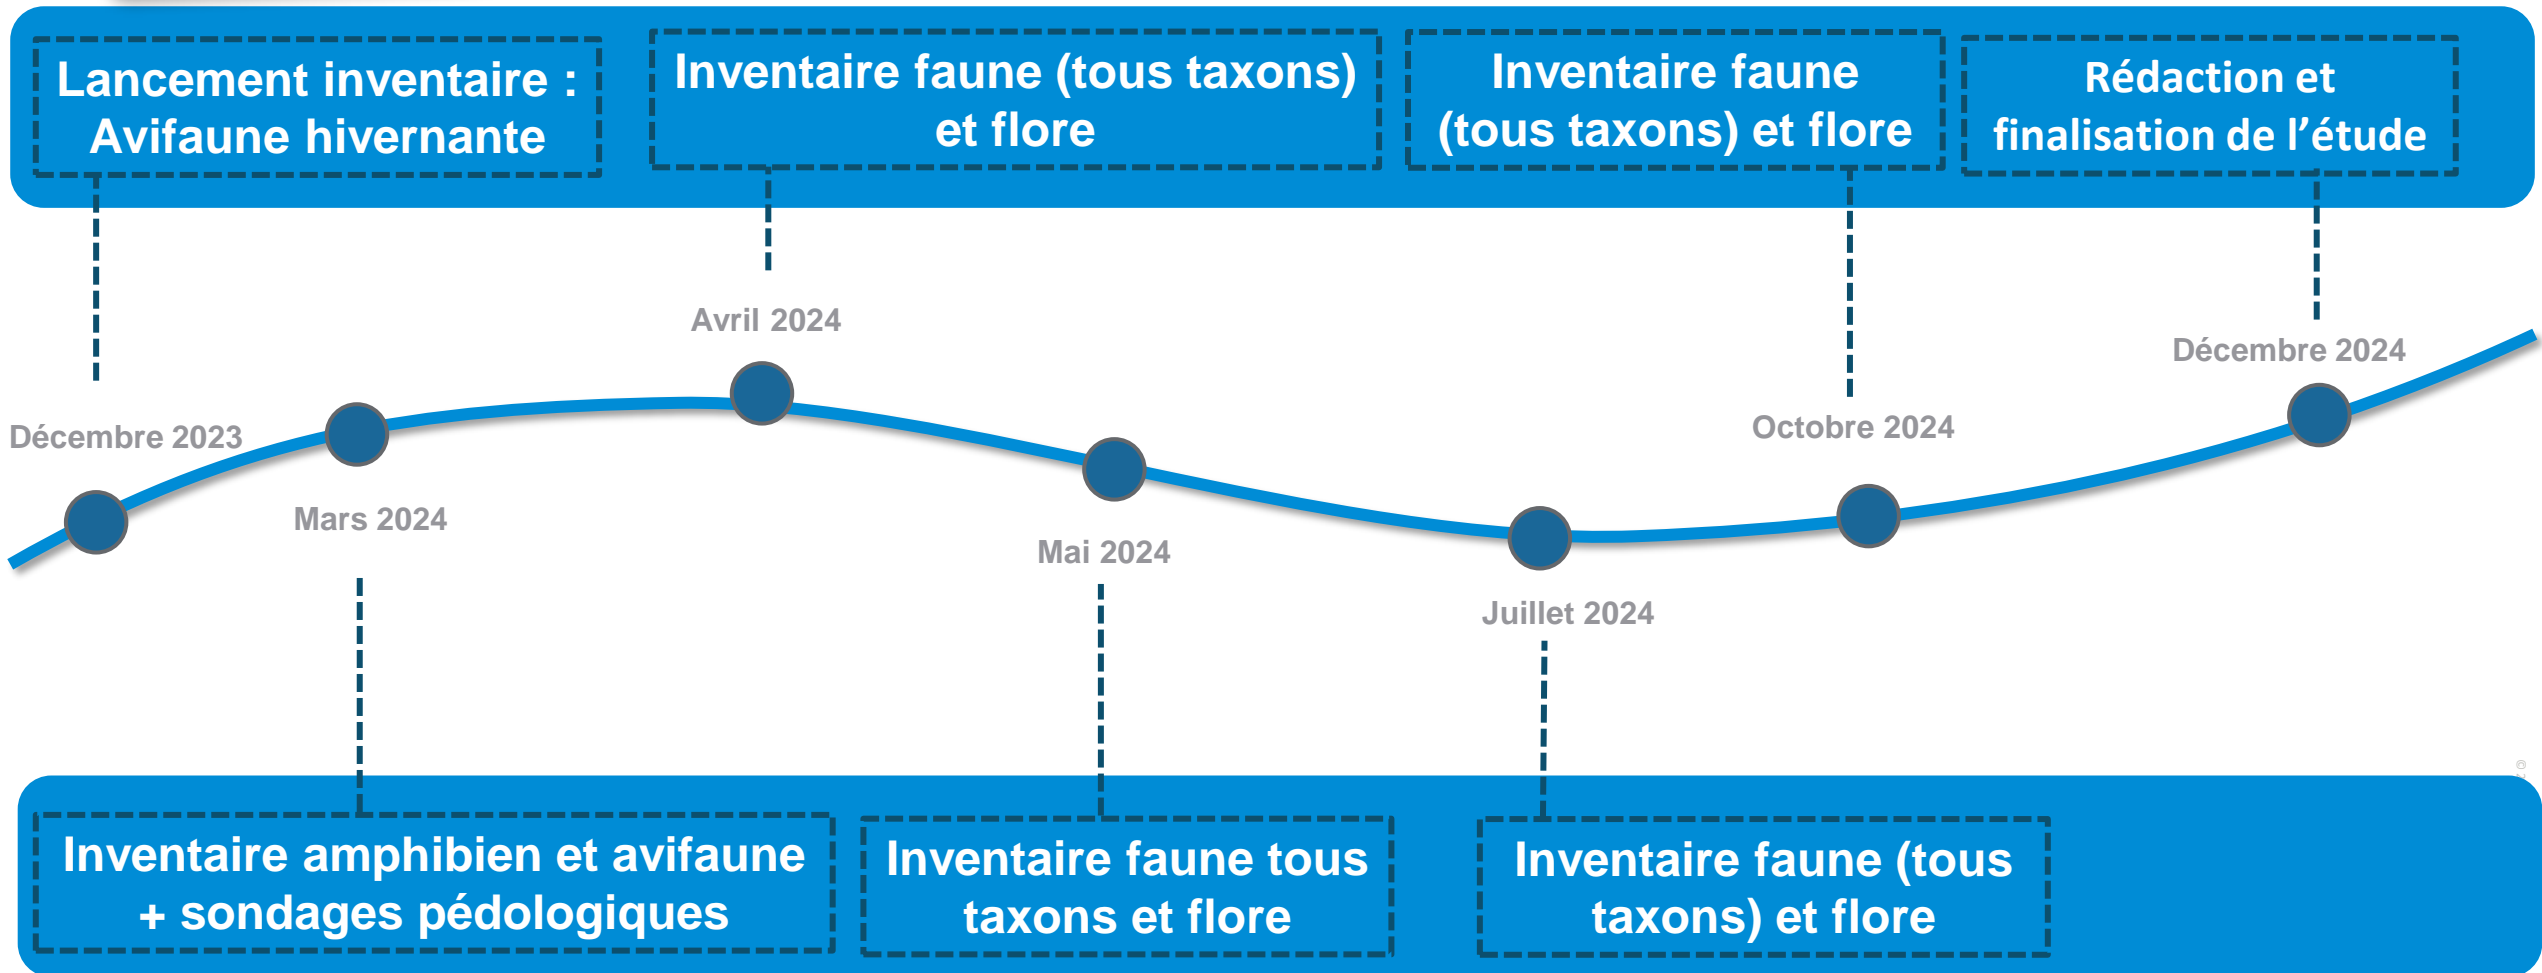 Lancement inventaire :
Avifaune hivernante
Inventaire faune (tous taxons)
et flore
Inventaire faune
(tous taxons) et flore
Rédaction et
finalisation de l’étude
Avril 2024
Décembre 2024
Décembre 2023
Octobre 2024
Mars 2024
Mai 2024
Juillet 2024
Inventaire amphibien et avifaune
+ sondages pédologiques
Inventaire faune tous
taxons et flore
Inventaire faune (tous
taxons) et flore